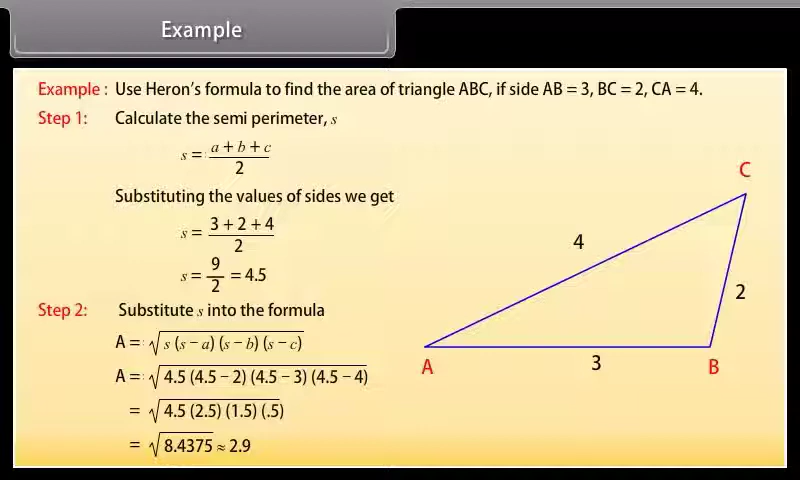 Example
Example : Use Heron's formula to find the area of triangle ABC, if side AB = 3, BC = 2, CA = 4.
Step 1: Calculate the semi perimeter, s
s = a + b + c / 2
Substituting the values of sides we get
s = 3 + 2 + 4 / 2
s = 9 / 2 = 4.5
Step 2: Substitute s into the formula
A = √s (s – a) (s – b) (s – c)
A = √4.5 (4.5 – 2) (4.5 – 3) (4.5 – 4)
= √4.5 (2.5) (1.5) (.5)
= √8.4375 ≈ 2.9
C
4
2
A
3
B